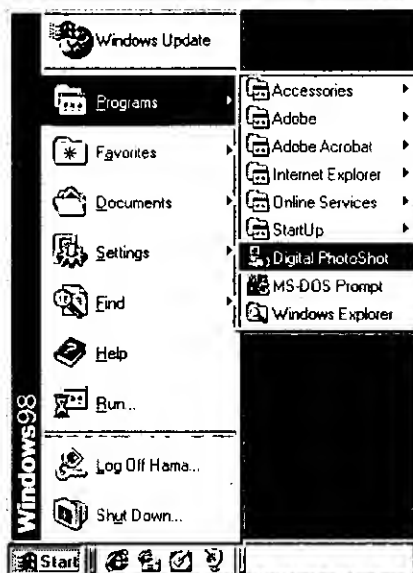 Windows Update
Programs
Favorites
Documents
Settings
Find
Help
Run...
Log Off Hama...
Shut Down...
Windows98
Start
Accessories
Adobe
Adobe Acrobat
Internet Explorer
Online Services
StartUp
Digital PhotoShot
MS-DOS Prompt
Windows Explorer